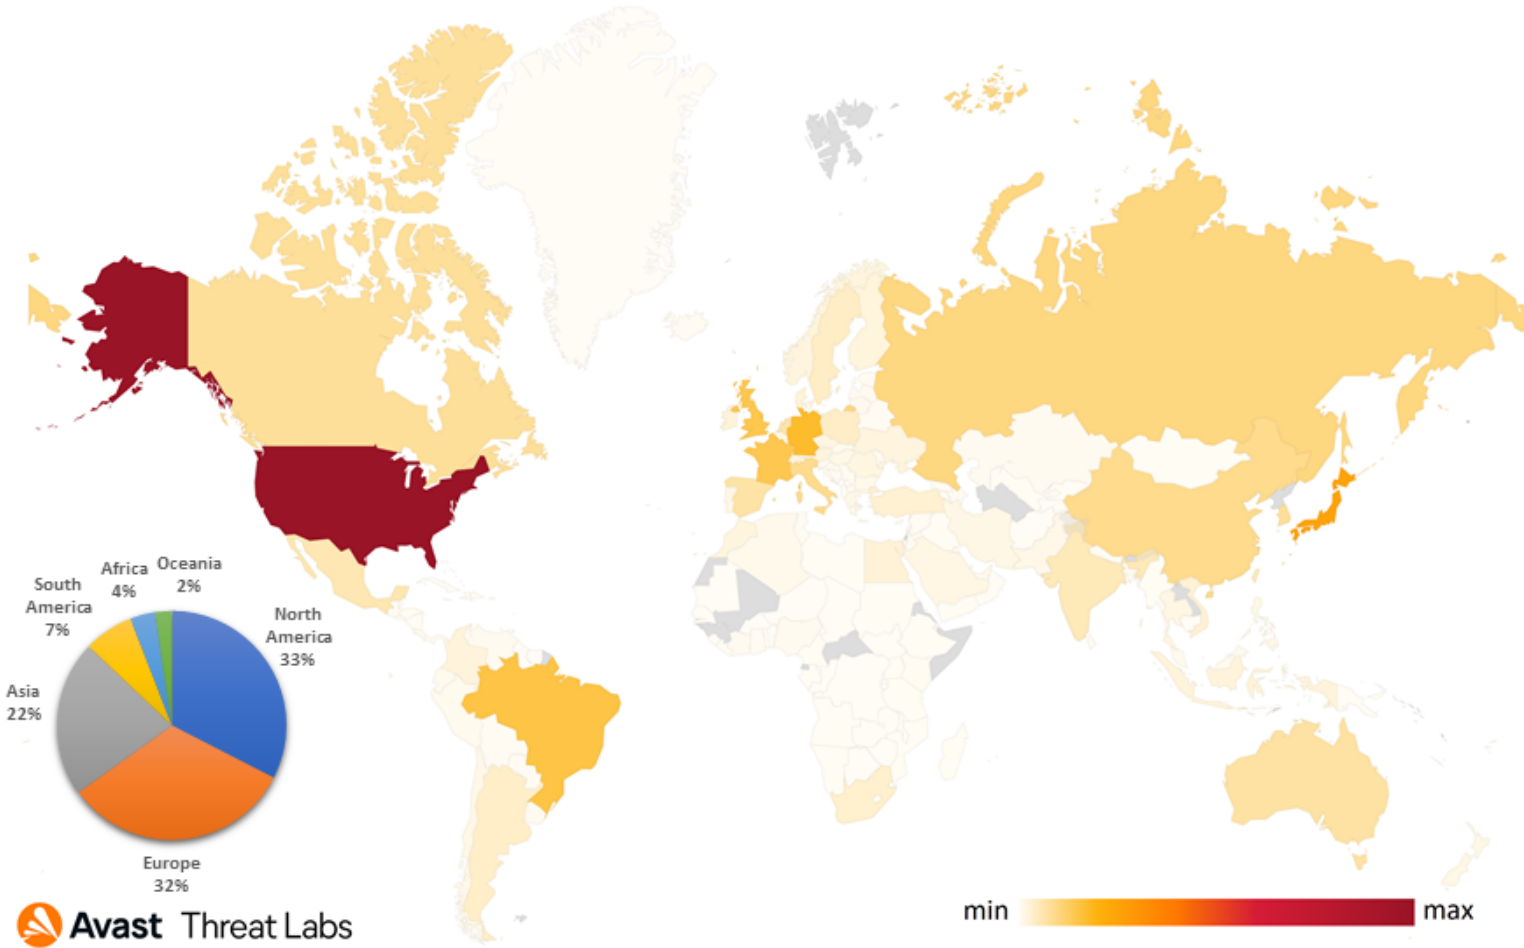 Africa
4%
Oceania
2%
South
America
7%
North
America
33%
Asia
22%
Europe
32%
Avast Threat Labs
min
max